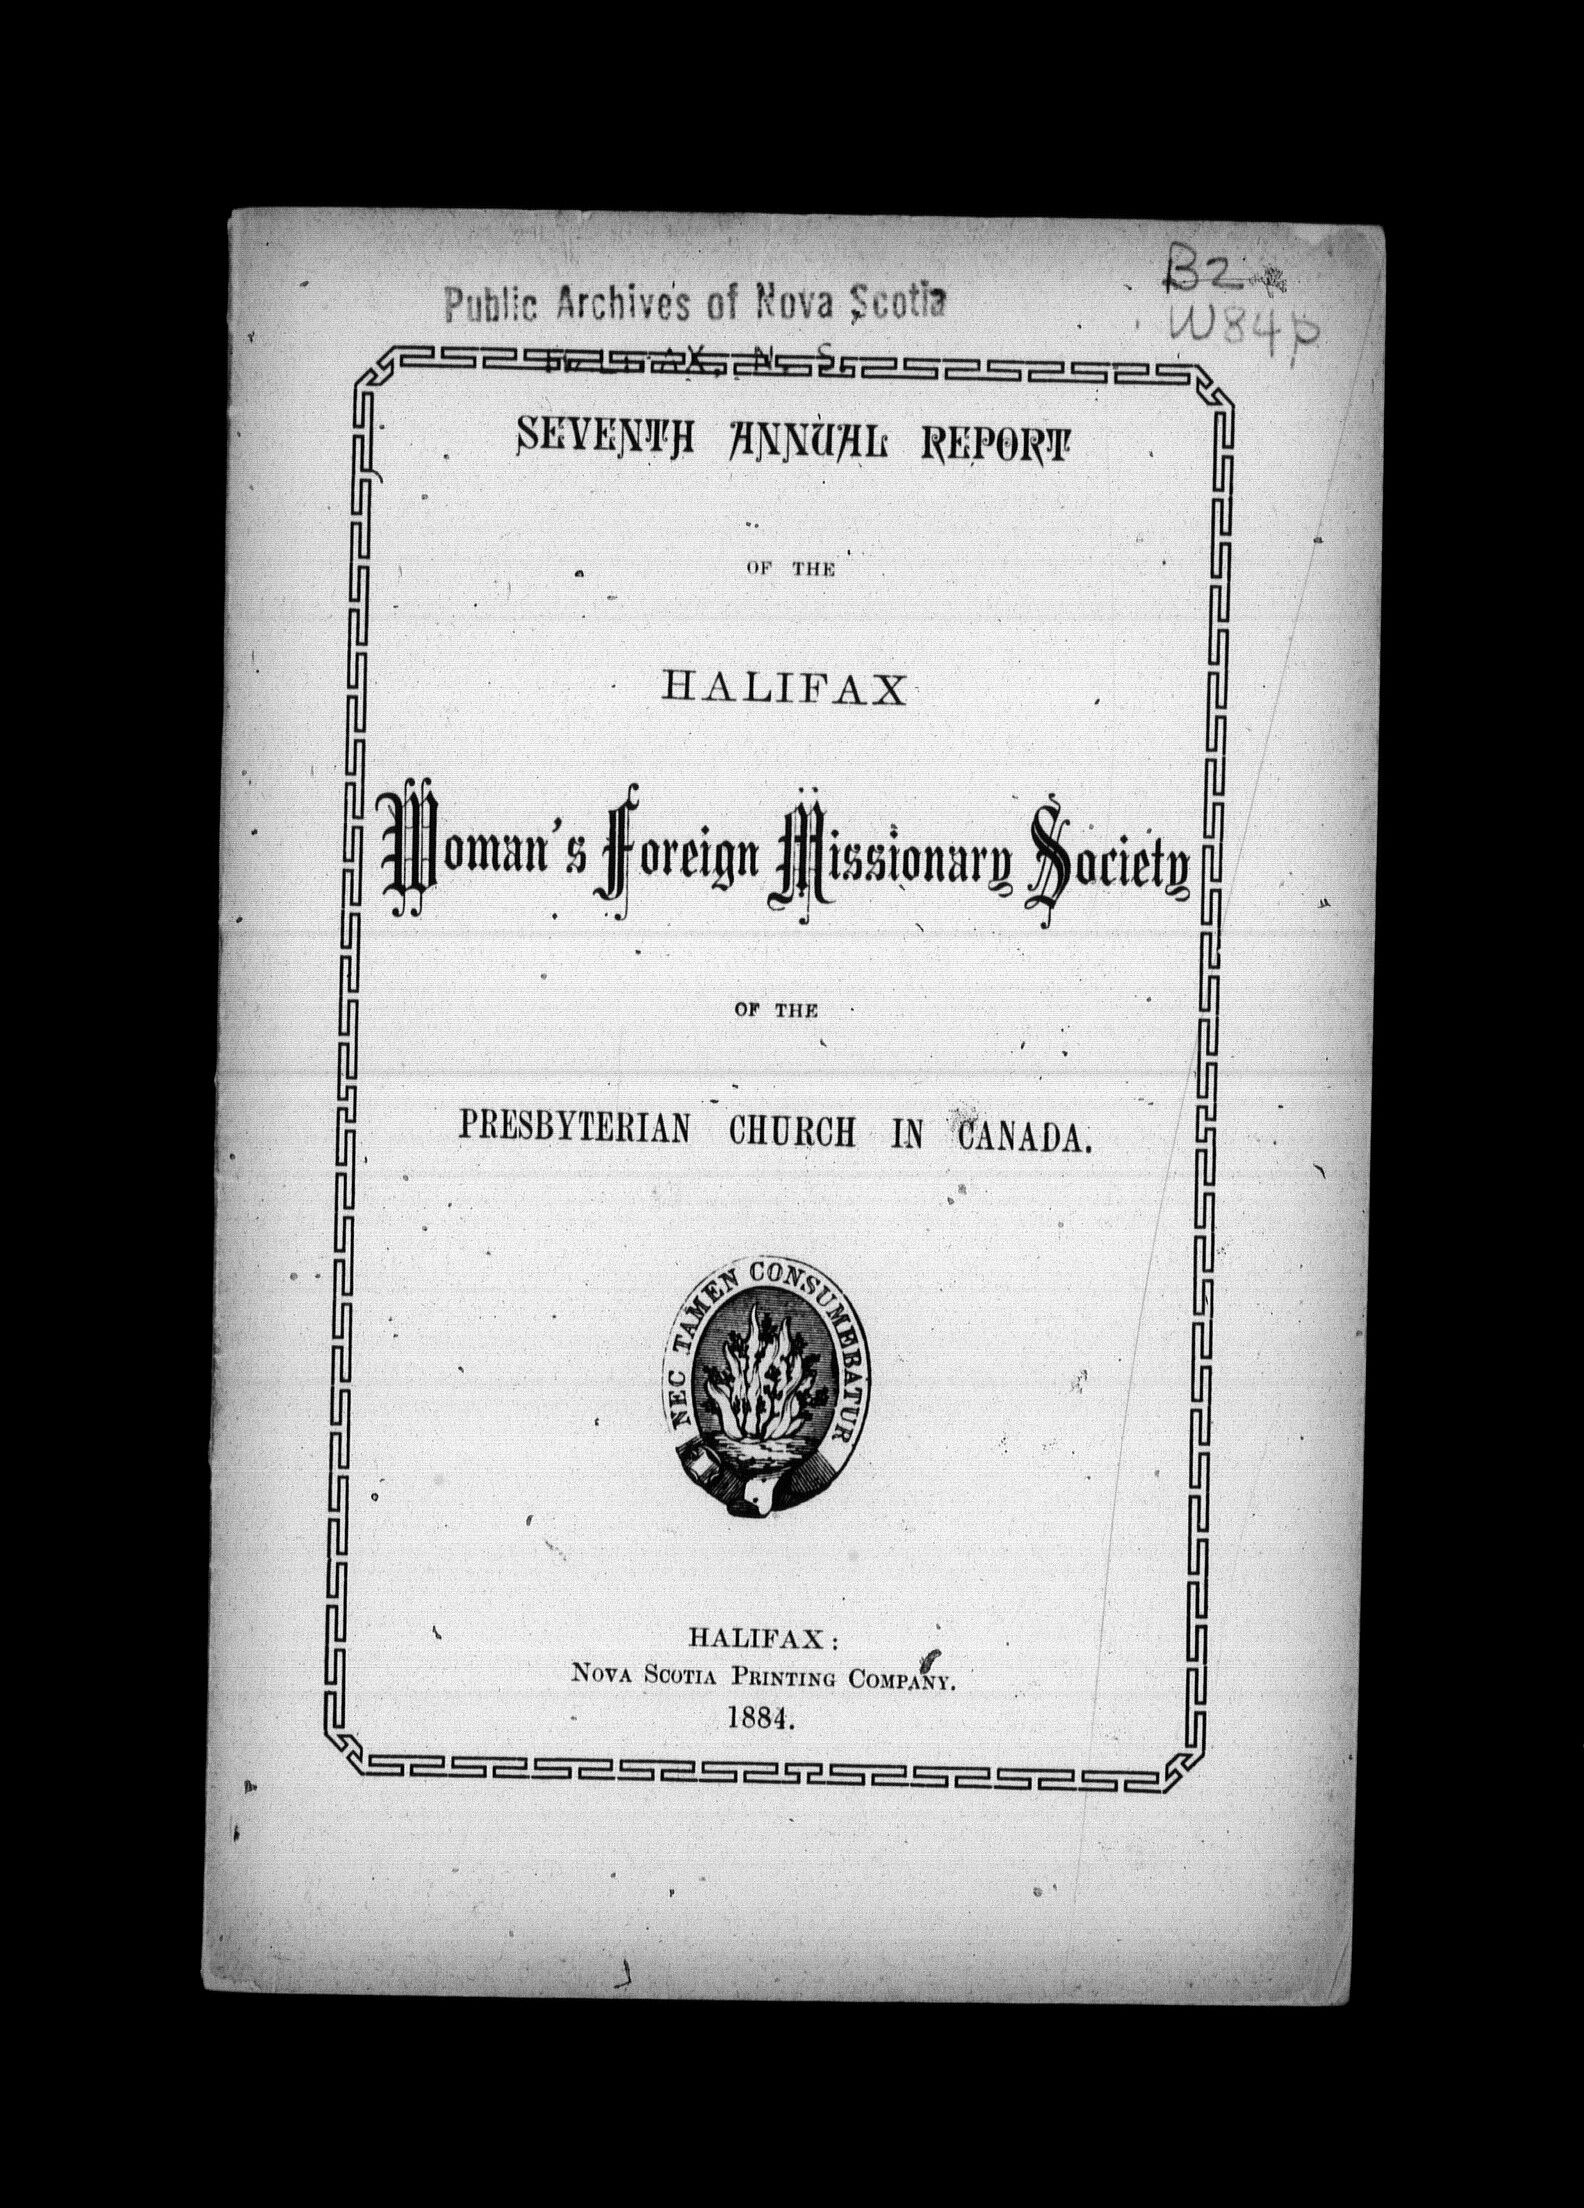 Public Archives of Nova Scotia
HALIFAX, N. S.
B2
W84p
SEVENTH ANNUAL REPORT
OF THE
HALIFAX
Woman's Foreign Missionary Society
OF THE
PRESBYTERIAN CHURCH IN CANADA.
NEC TAMEN CONSUMEBATUR
HALIFAX:
NOVA SCOTIA PRINTING COMPANY.
1884.